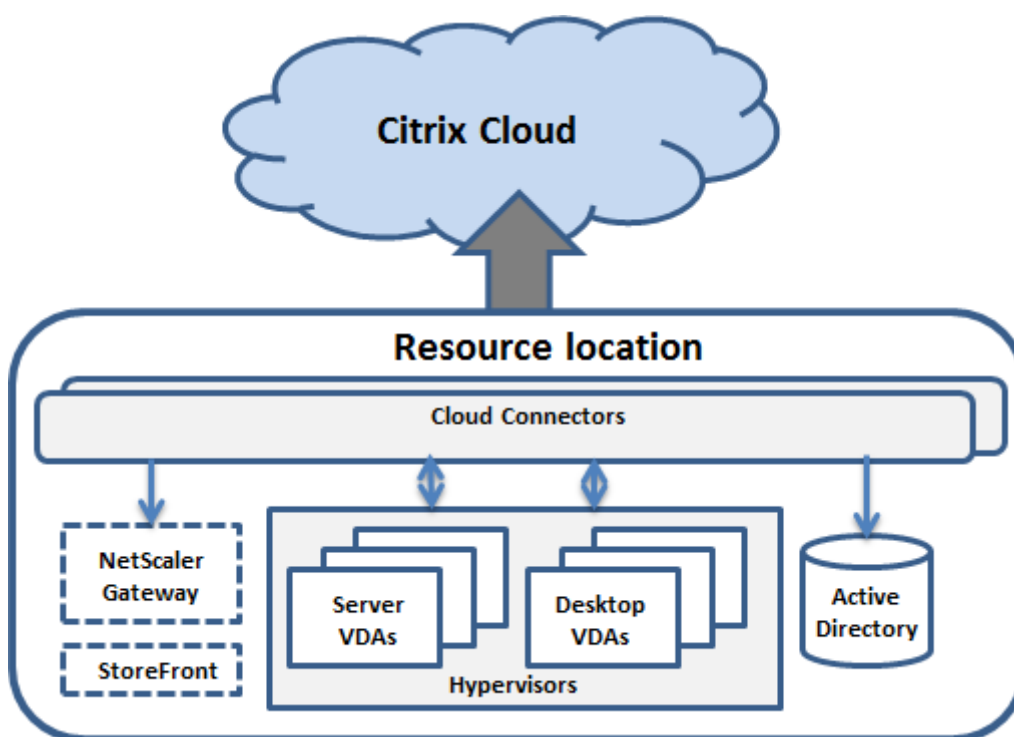 Citrix Cloud
Resource location
Cloud Connectors
NetScaler
Gateway
StoreFront
Server
VDAs
Desktop
VDAs
Hypervisors
Active
Directory